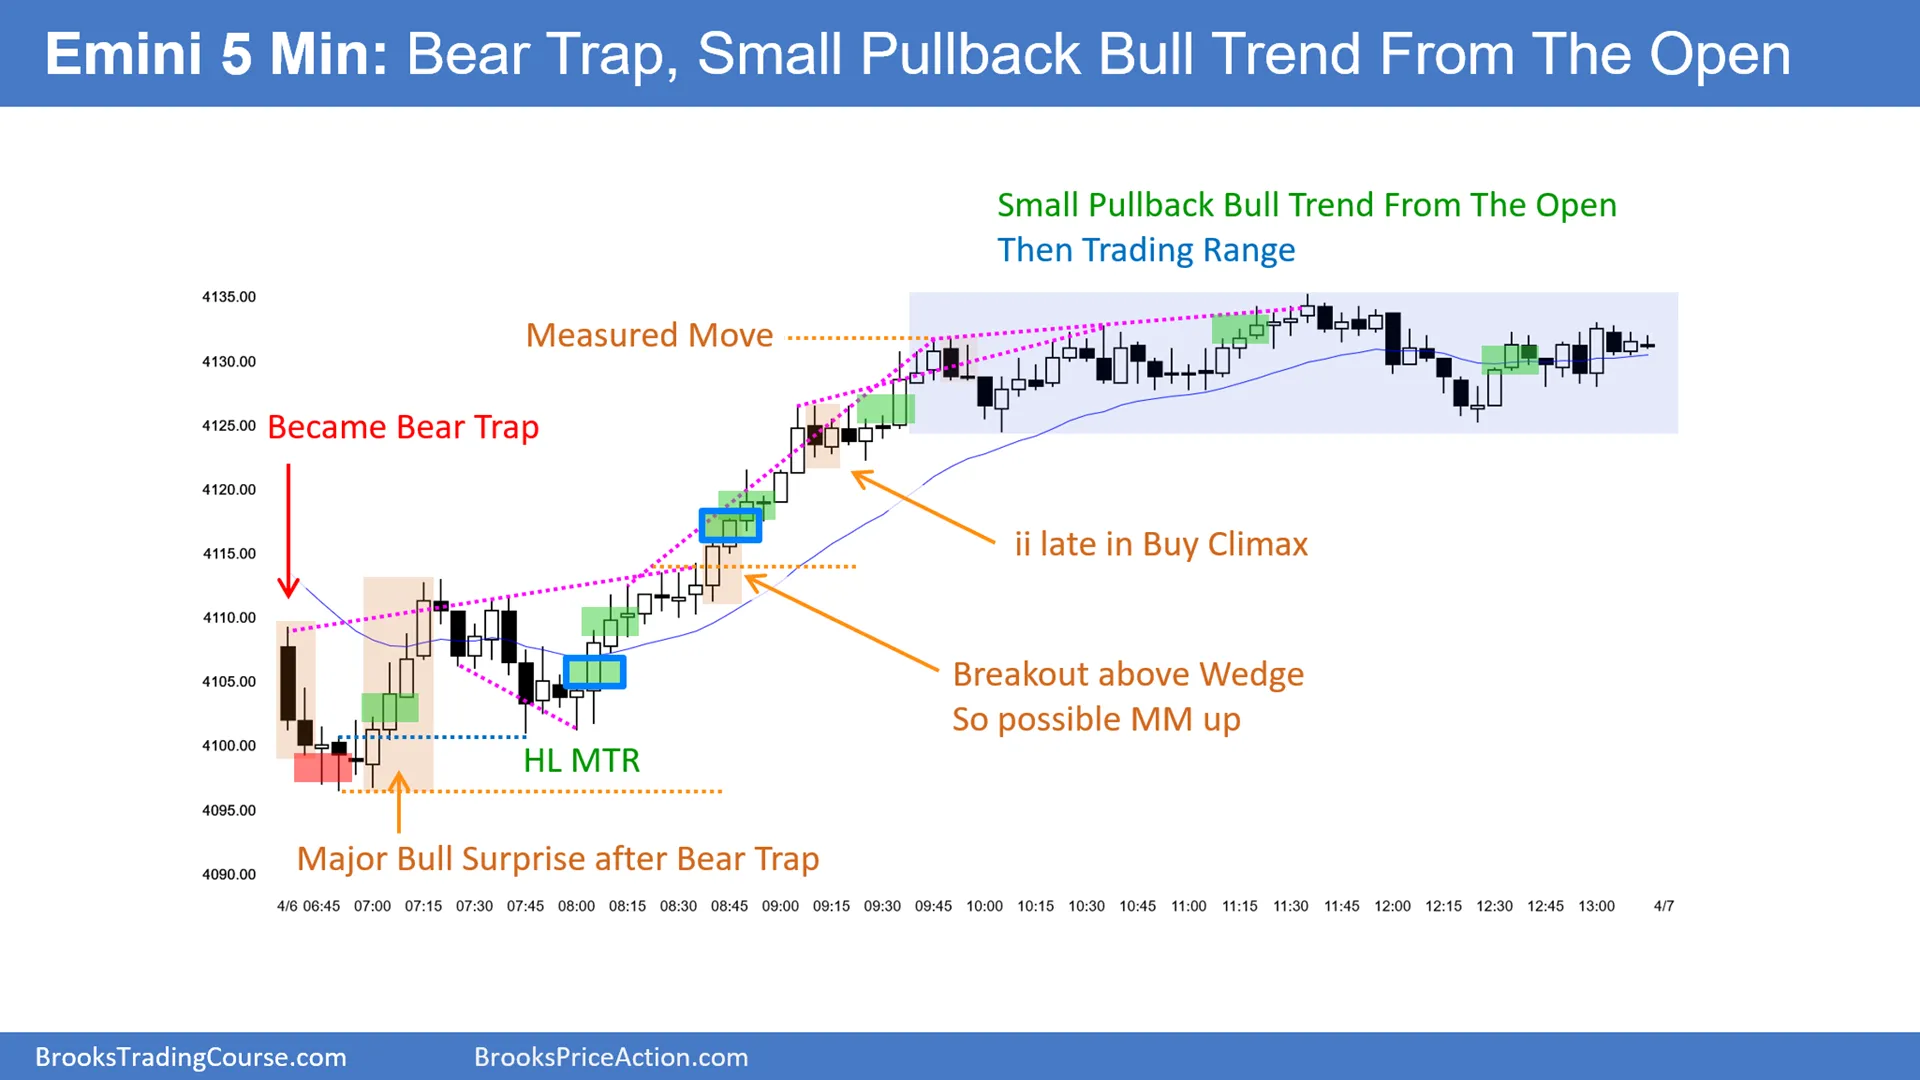 Emini 5 Min: Bear Trap, Small Pullback Bull Trend From The Open
Small Pullback Bull Trend From The Open
Then Trading Range
4135.00
Measured Move
4130.00
Became Bear Trap
4125.00
4120.00
ii late in Buy Climax
4115.00
4110.00
Breakout above Wedge
So possible MM up
4105.00
HL MTR
4100.00
4095.00
Major Bull Surprise after Bear Trap
4090.00
4/6 06:45 07:00 07:15 07:30 07:45 08:00 08:15 08:30 08:45 09:00 09:15 09:30 09:45 10:00 10:15 10:30 10:45 11:00 11:15 11:30 11:45 12:00 12:15 12:30 12:45 13:00 4/7
BrooksTradingCourse.com BrooksPriceAction.com